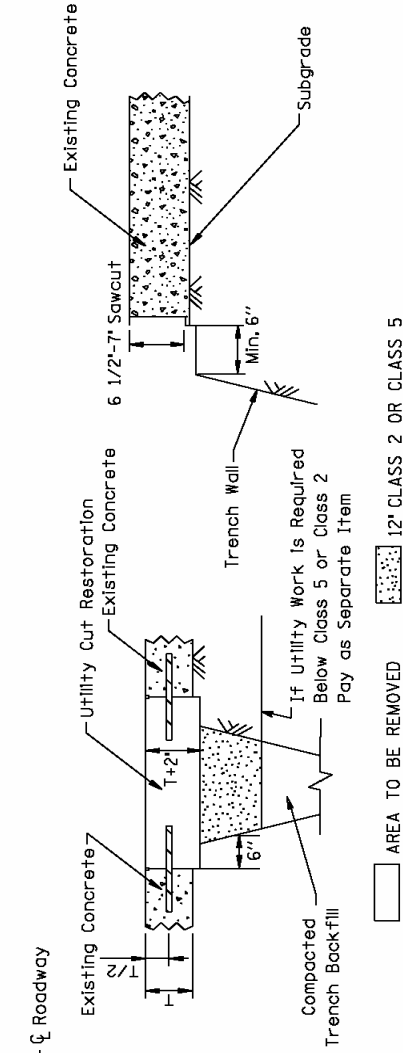 ℄ Roadway
Existing Concrete
Utility Cut Restoration
Existing Concrete
T/2
T
T+2"
6"
Compacted
Trench Backfill
If Utility Work is Required
Below Class 5 or Class 2
Pay as Separate Item
6 1/2"-7" Sawcut
Existing Concrete
Trench Wall
Min. 6"
Subgrade
AREA TO BE REMOVED
12" CLASS 2 OR CLASS 5